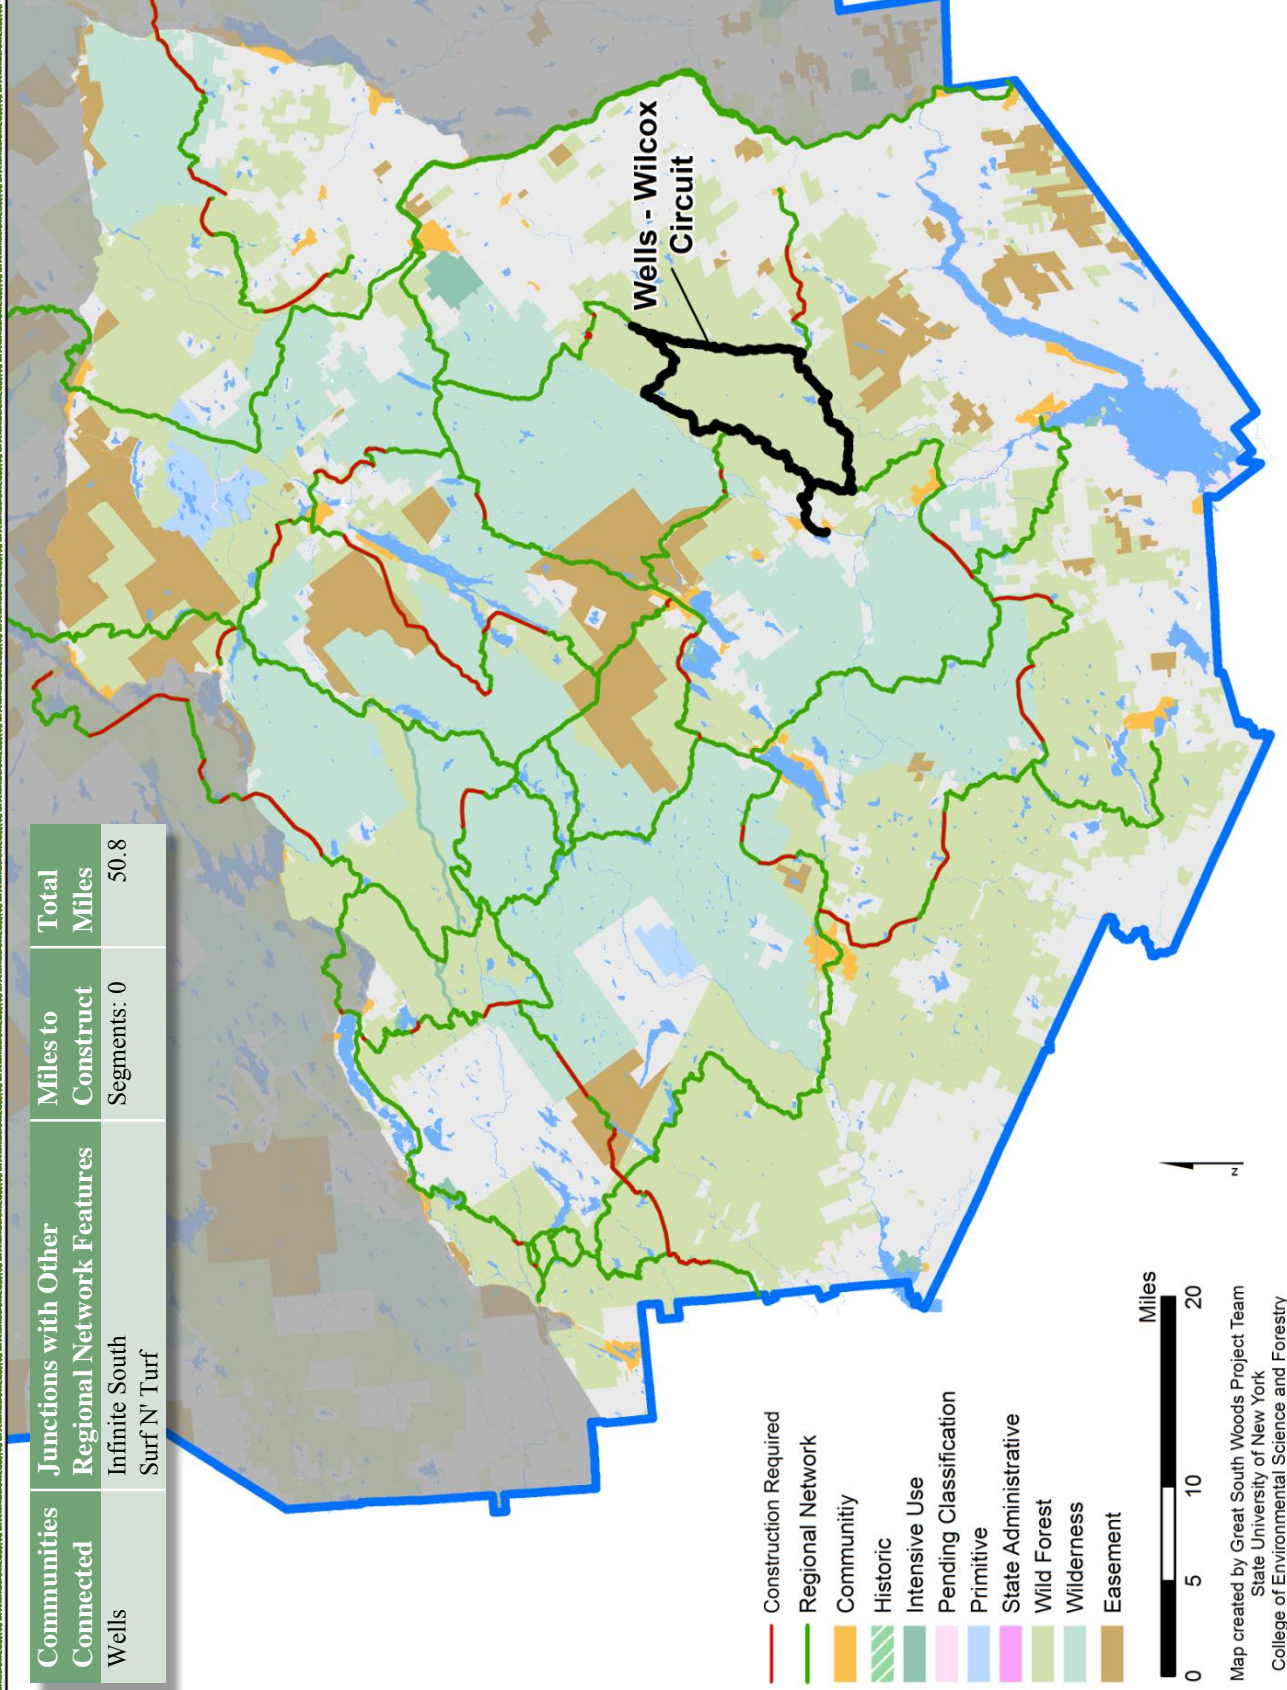 Communities Connected
Junctions with Other Regional Network Features
Miles to Construct
Total Miles
Wells
Infinite South
Surf N' Turf
Segments: 0
50.8
Wells - Wilcox
Circuit
Construction Required
Regional Network
Communitiy
Historic
Intensive Use
Pending Classification
Primitive
State Administrative
Wild Forest
Wilderness
Easement
Miles
0 5 10 20
N
Map created by Great South Woods Project Team
State University of New York
College of Environmental Science and Forestry